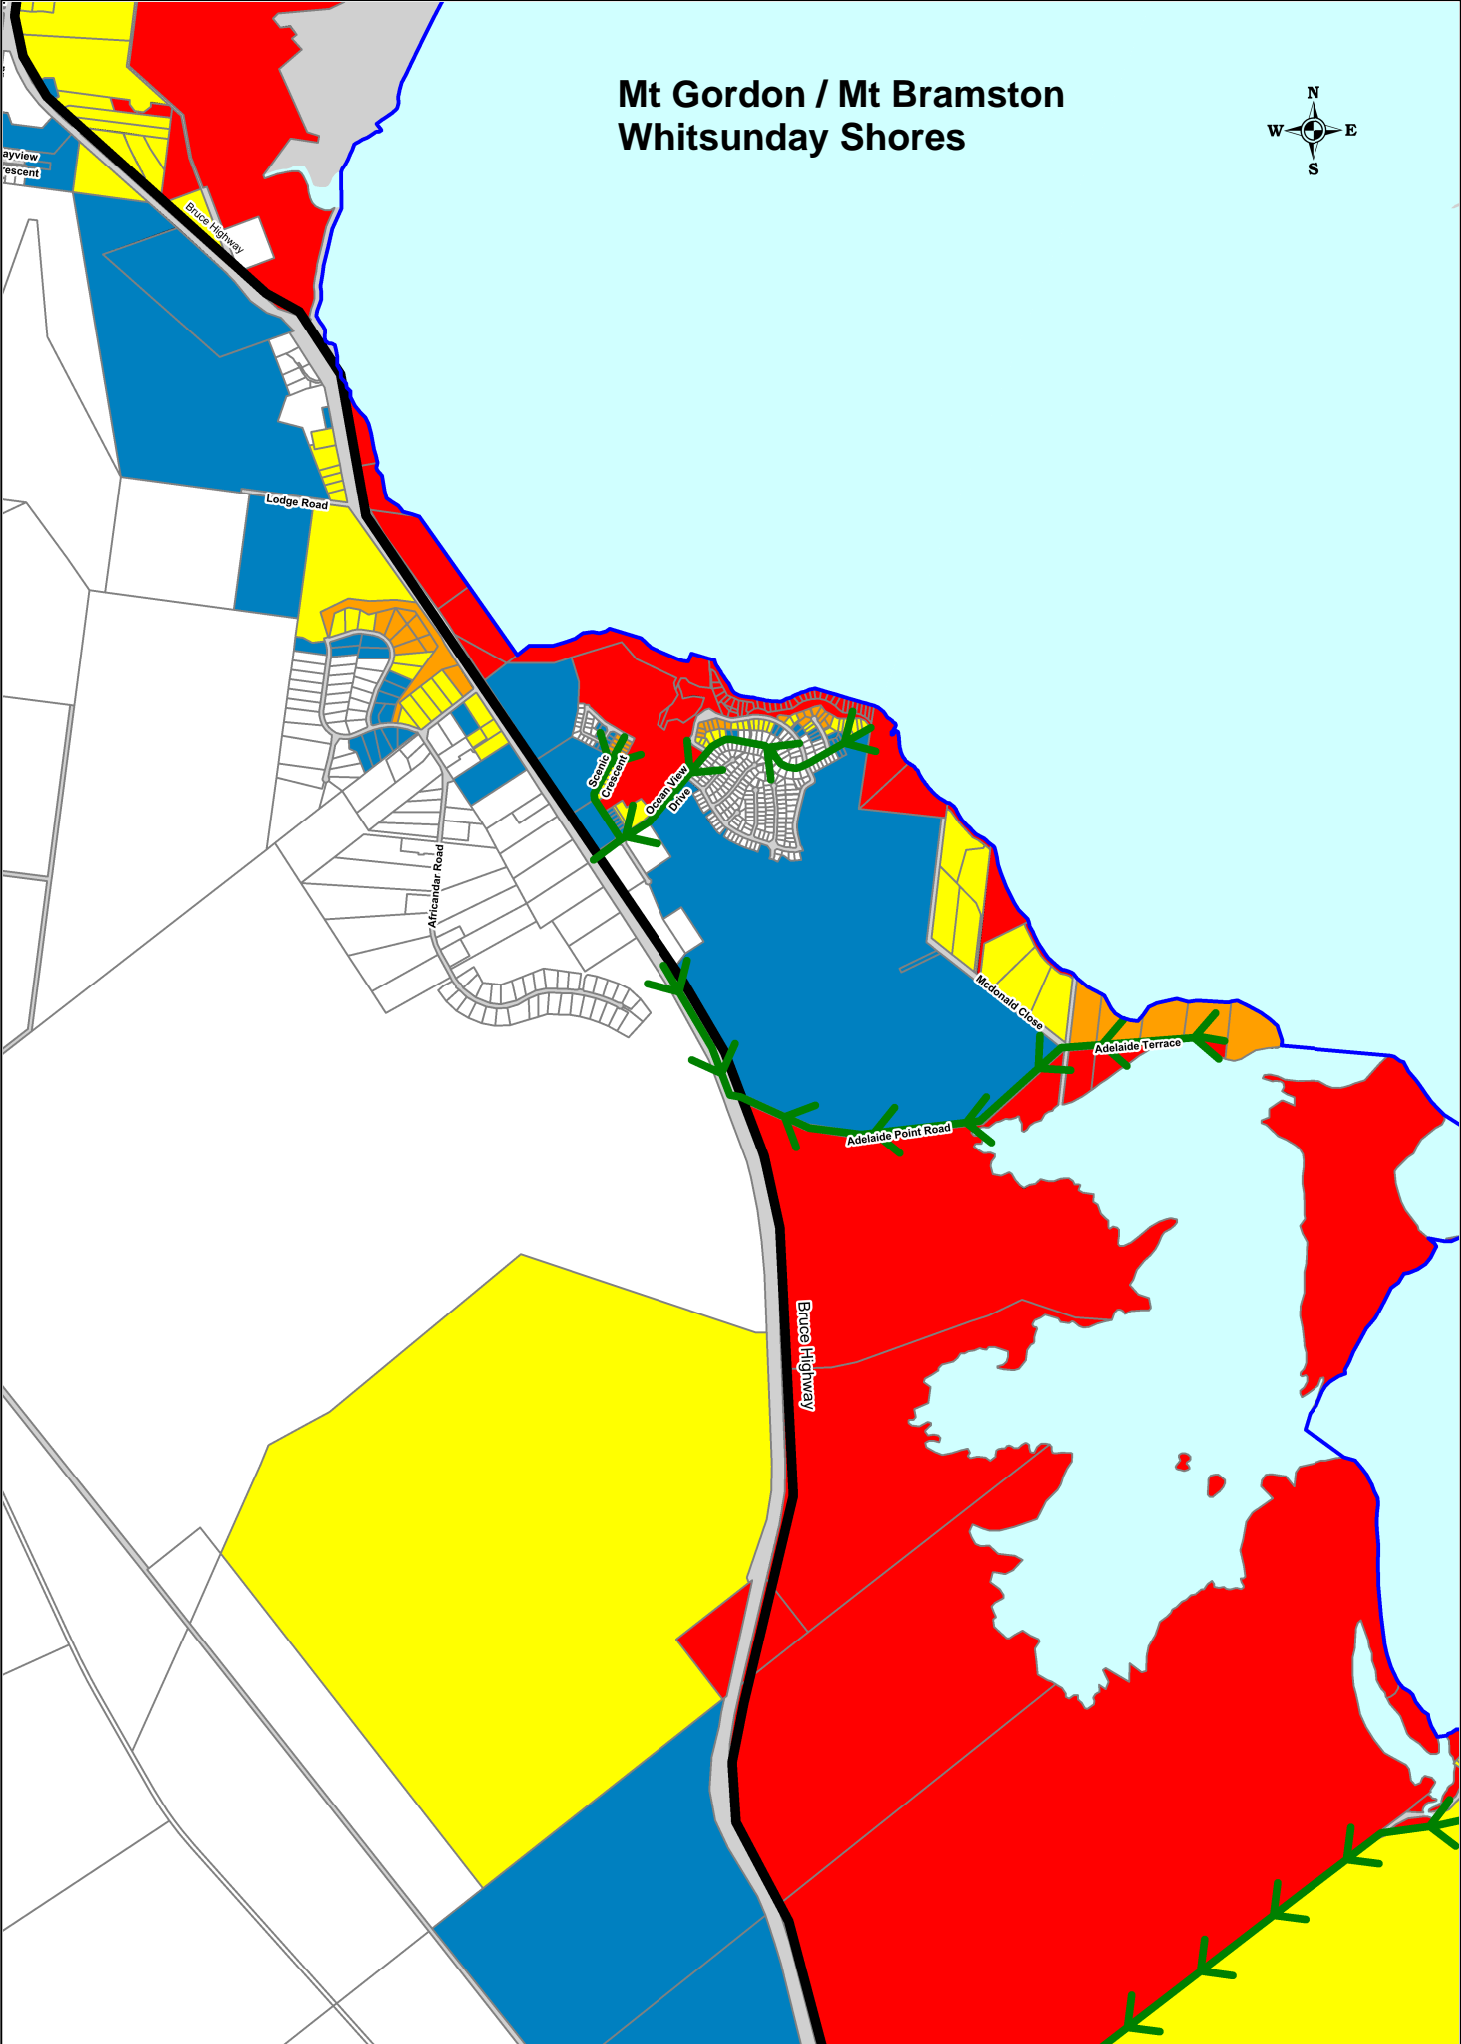 Mt Gordon / Mt Bramston
Whitsunday Shores
N
W E
S
ayview
rescent
Bruce Highway
Lodge Road
Scenic
Crescent
Ocean View
Drive
Africandar Road
Mcdonald Close
Adelaide Terrace
Adelaide Point Road
Bruce Highway